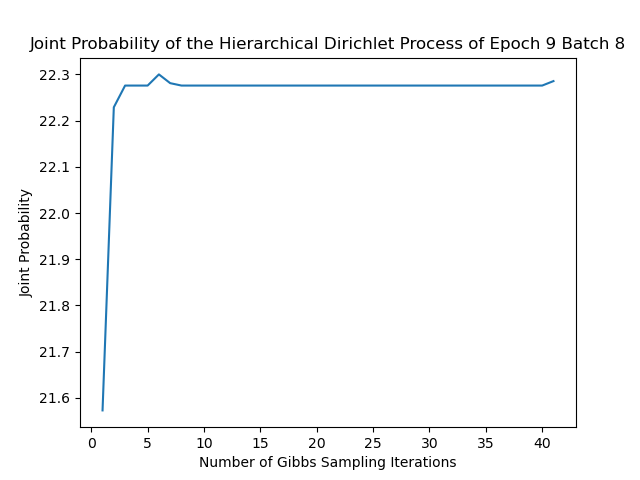 Joint Probability of the Hierarchical Dirichlet Process of Epoch 9 Batch 8
22.3
22.2
22.1
22.0
21.9
21.8
21.7
21.6
Joint Probability
0 5 10 15 20 25 30 35 40
Number of Gibbs Sampling Iterations